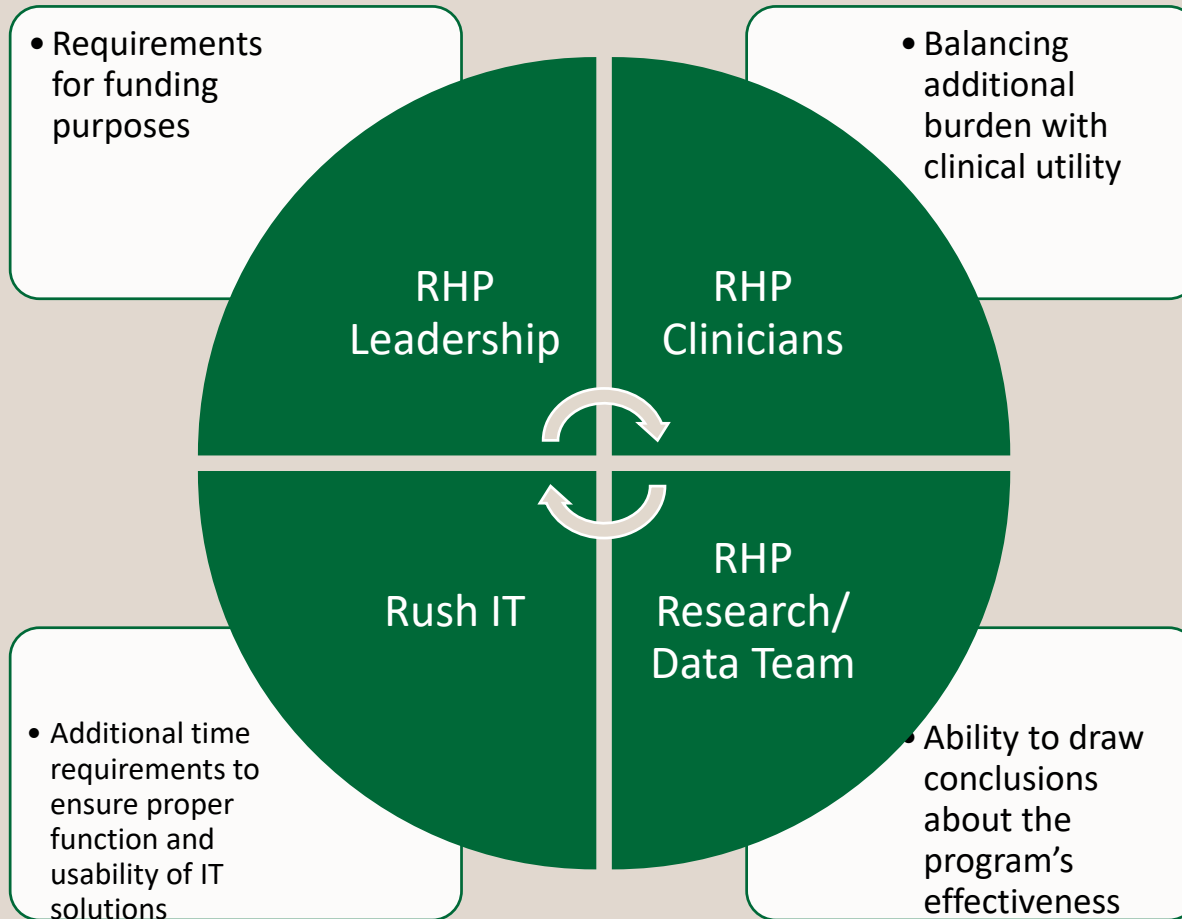 • Requirements
for funding
purposes
• Balancing
additional
burden with
clinical utility
RHP
Leadership
RHP
Clinicians
Rush IT
RHP
Research/
Data Team
• Additional time
requirements to
ensure proper
function and
usability of IT
solutions
• Ability to draw
conclusions
about the
program’s
effectiveness